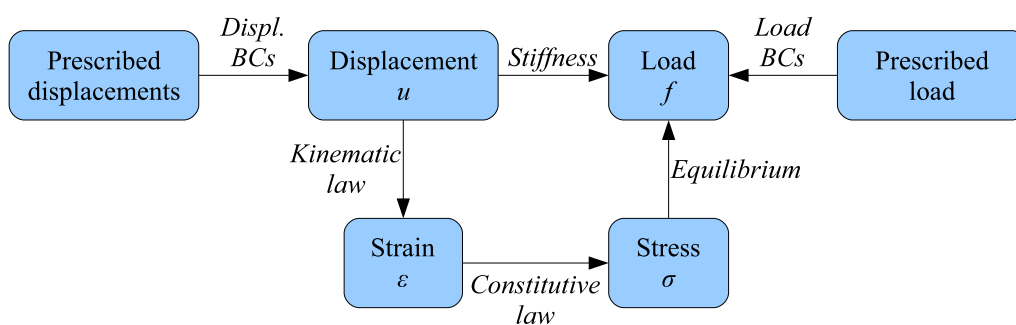 Prescribed
displacements
Displ.
BCs
Displacement
u
Stiffness
Load
f
Load
BCs
Prescribed
load
Kinematic
law
Equilibrium
Strain
ε
Constitutive
law
Stress
σ